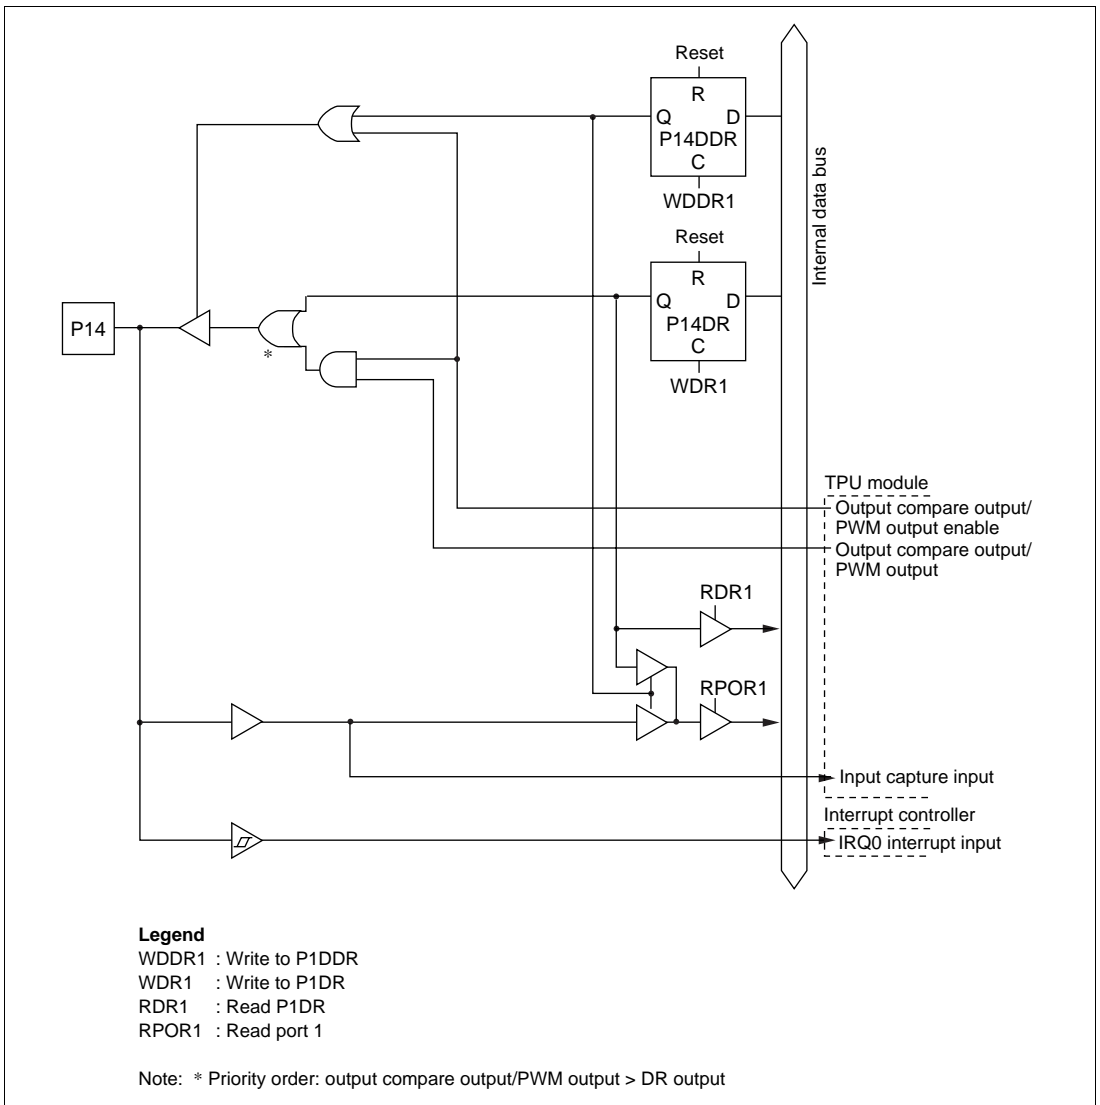 Reset
R
Q D
P14DDR
C
WDDR1
Internal data bus
Reset
R
Q D
P14DR
C
WDR1
P14
*
TPU module
Output compare output/
PWM output enable
Output compare output/
PWM output
RDR1
RPOR1
Input capture input
Interrupt controller
IRQ0 interrupt input
Legend
WDDR1 : Write to P1DDR
WDR1 : Write to P1DR
RDR1 : Read P1DR
RPOR1 : Read port 1
Note: * Priority order: output compare output/PWM output > DR output